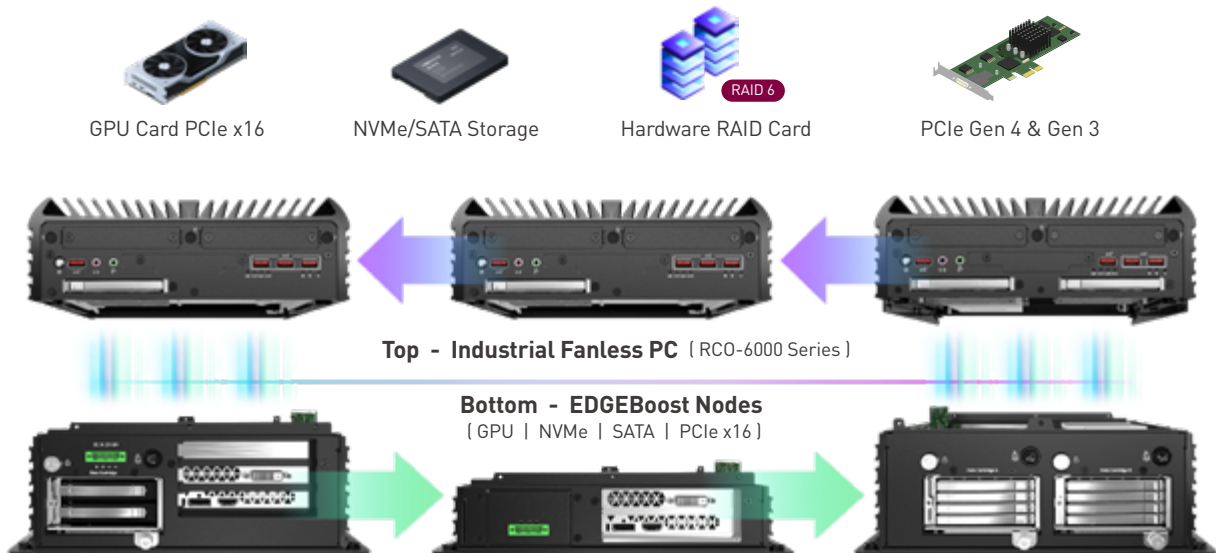 RAID 6
GPU Card PCIe x16
NVMe/SATA Storage
Hardware RAID Card
PCIe Gen 4 & Gen 3
Top - Industrial Fanless PC ( RCO-6000 Series )
Bottom - EDGEBoost Nodes
( GPU | NVMe | SATA | PCIe x16 )